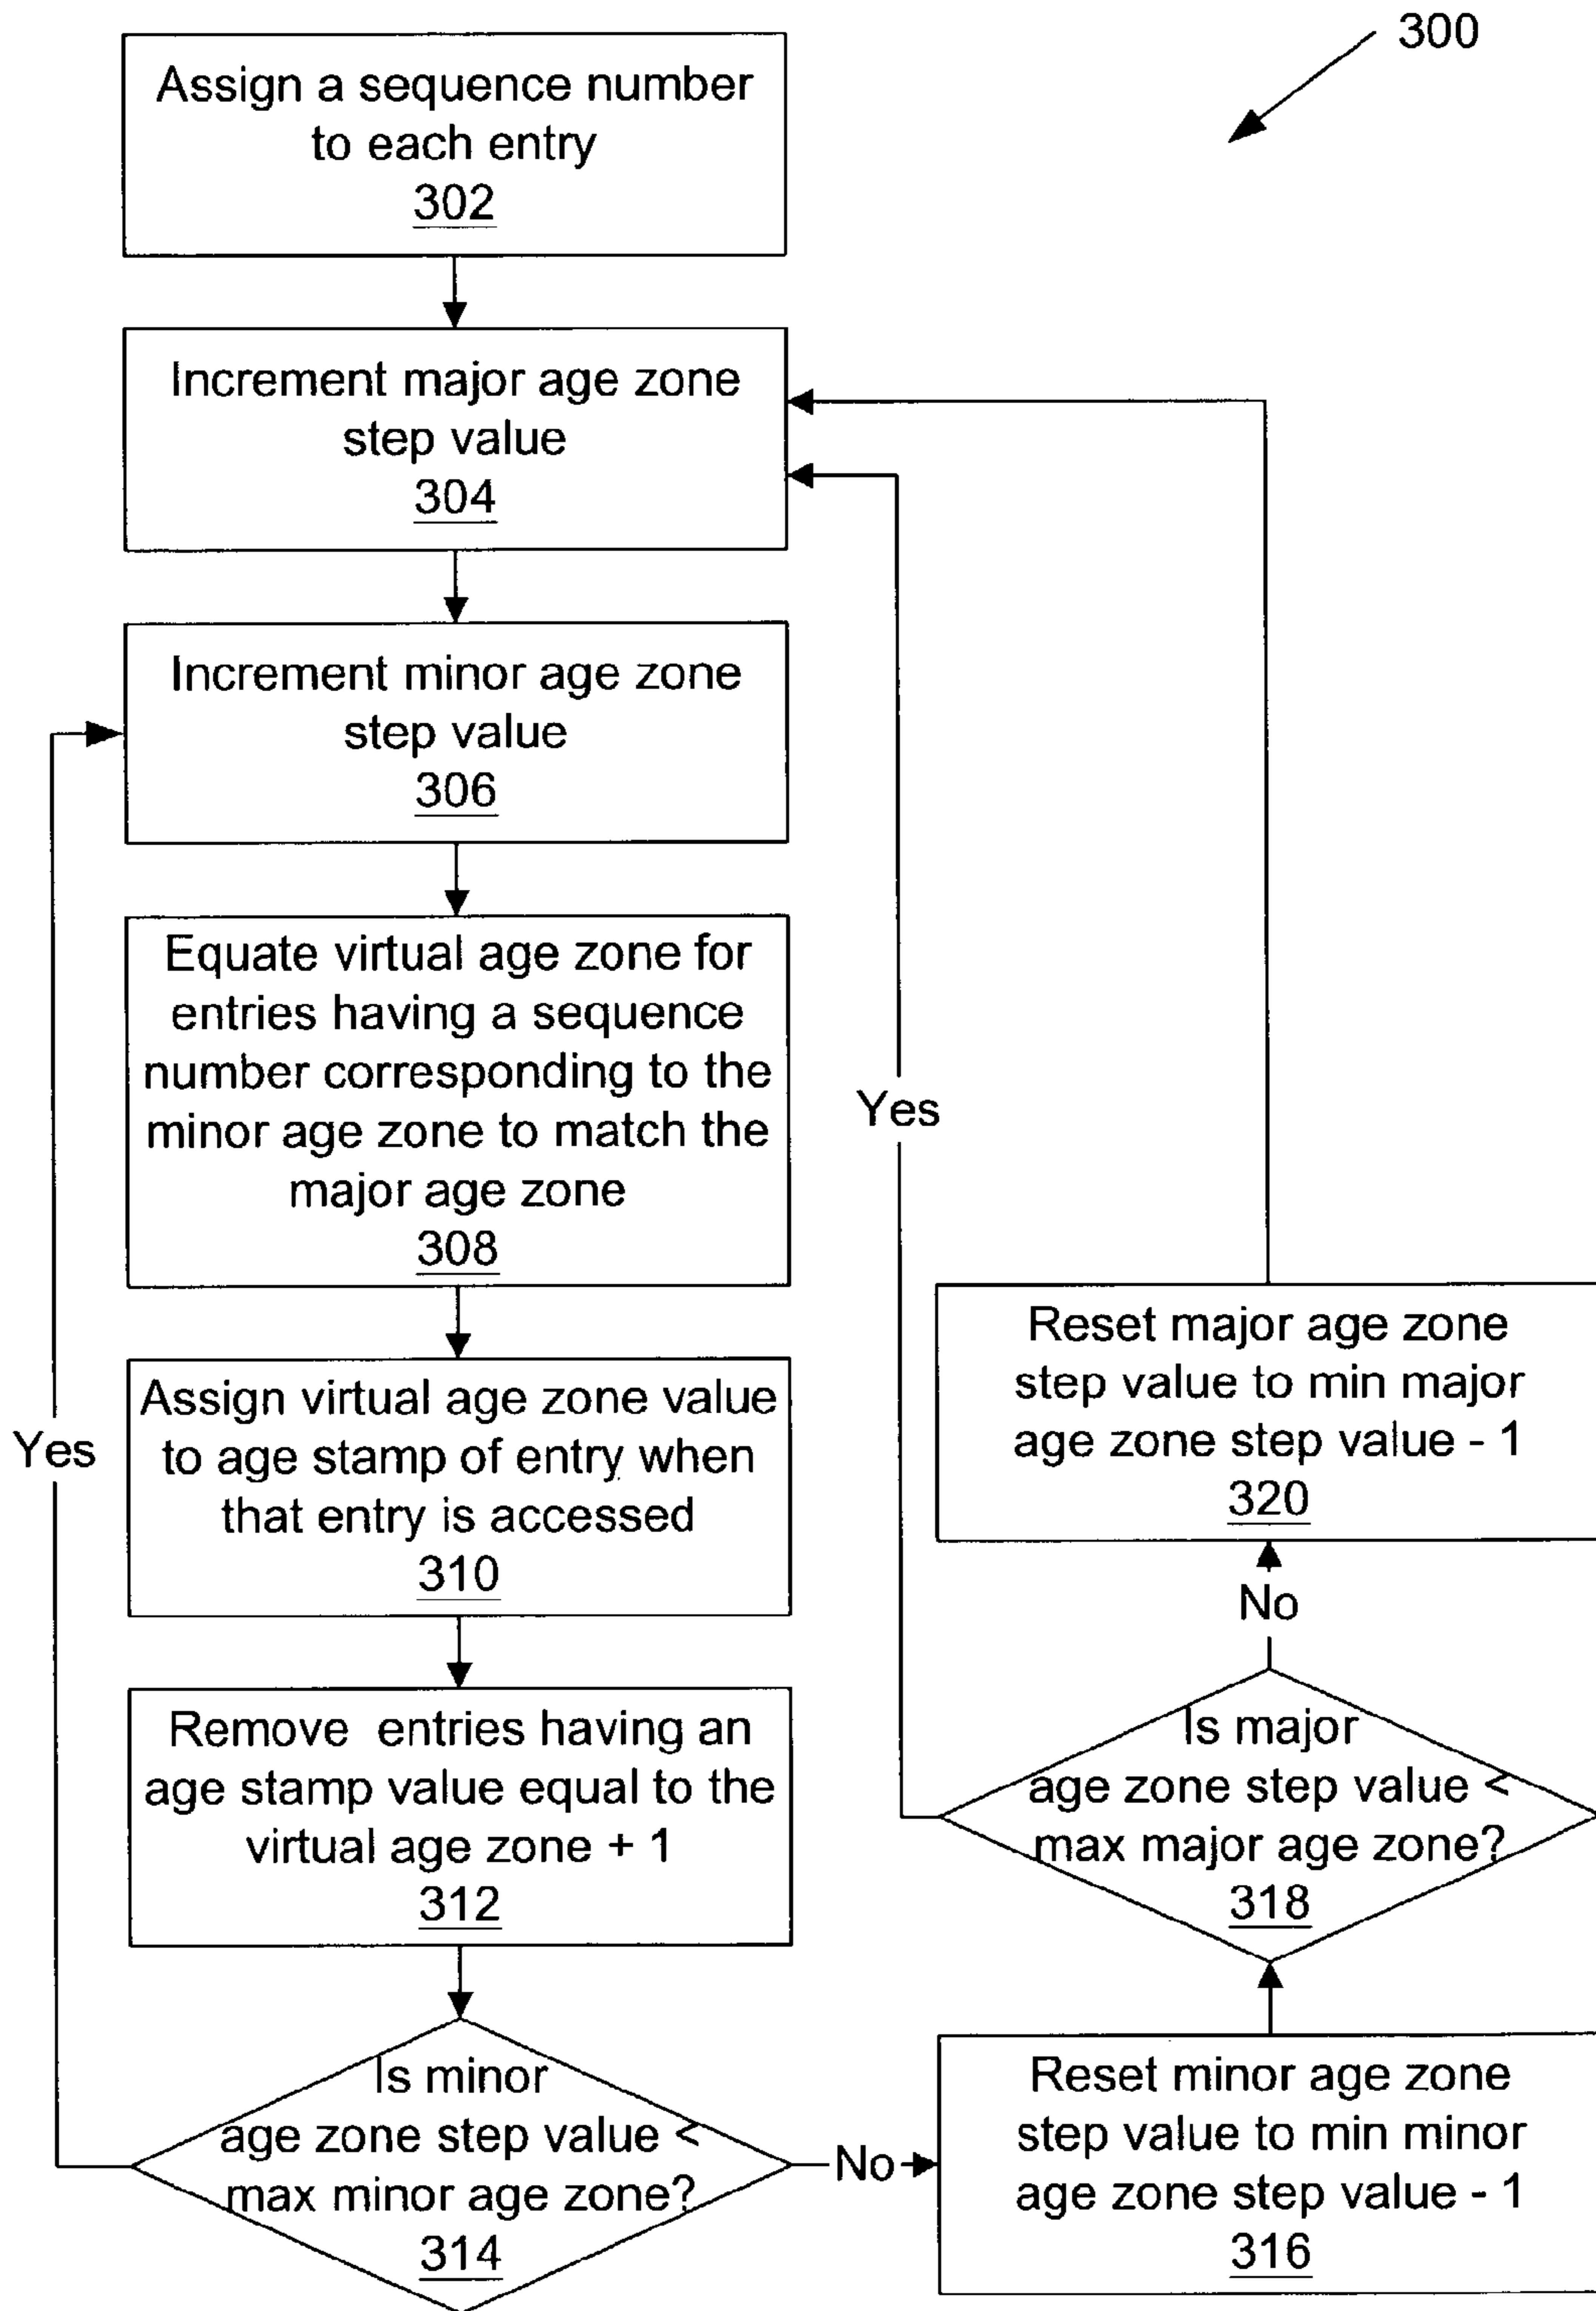 300
Assign a sequence number
to each entry
302
Increment major age zone
step value
304
Increment minor age zone
step value
306
Equate virtual age zone for
entries having a sequence
number corresponding to the
minor age zone to match the
major age zone
308
Assign virtual age zone value
to age stamp of entry when
that entry is accessed
310
Remove entries having an
age stamp value equal to the
virtual age zone + 1
312
Is minor
age zone step value <
max minor age zone?
314
Yes
No
Reset minor age zone
step value to min minor
age zone step value - 1
316
Is major
age zone step value <
max major age zone?
318
Yes
No
Reset major age zone
step value to min major
age zone step value - 1
320